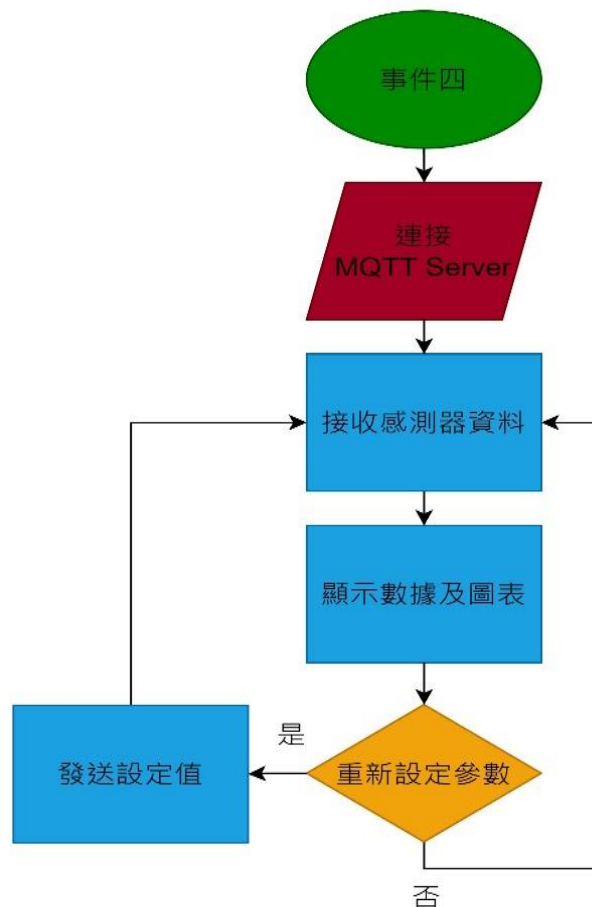 事件四
連接
MQTT Server
接收感測器資料
顯示數據及圖表
是
發送設定值
重新設定參數
否